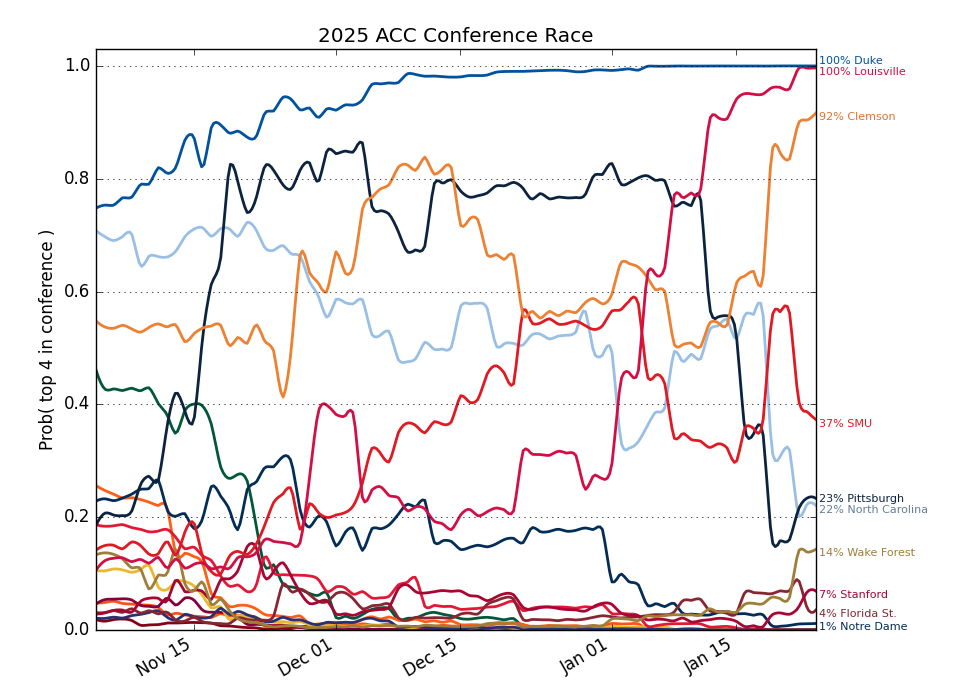 2025 ACC Conference Race
Prob( top 4 in conference )
1.0
0.8
0.6
0.4
0.2
0.0
Nov 15
Dec 01
Dec 15
Jan 01
Jan 15
100% Duke
100% Louisville
92% Clemson
37% SMU
23% Pittsburgh
22% North Carolina
14% Wake Forest
7% Stanford
4% Florida St.
1% Notre Dame